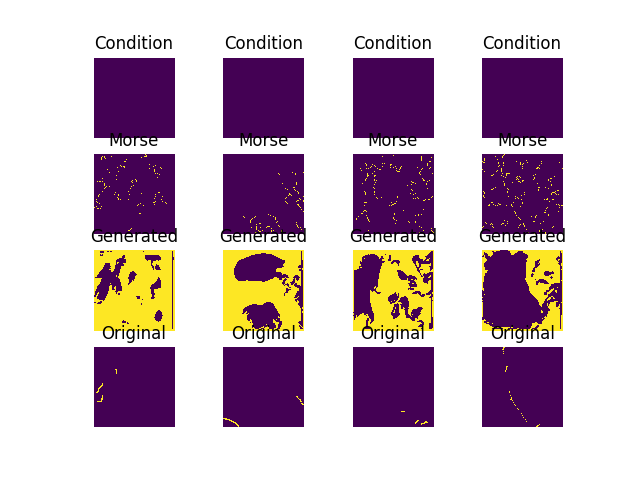 Condition Condition Condition Condition
Morse Morse Morse Morse
Generated Generated Generated Generated
Original Original Original Original